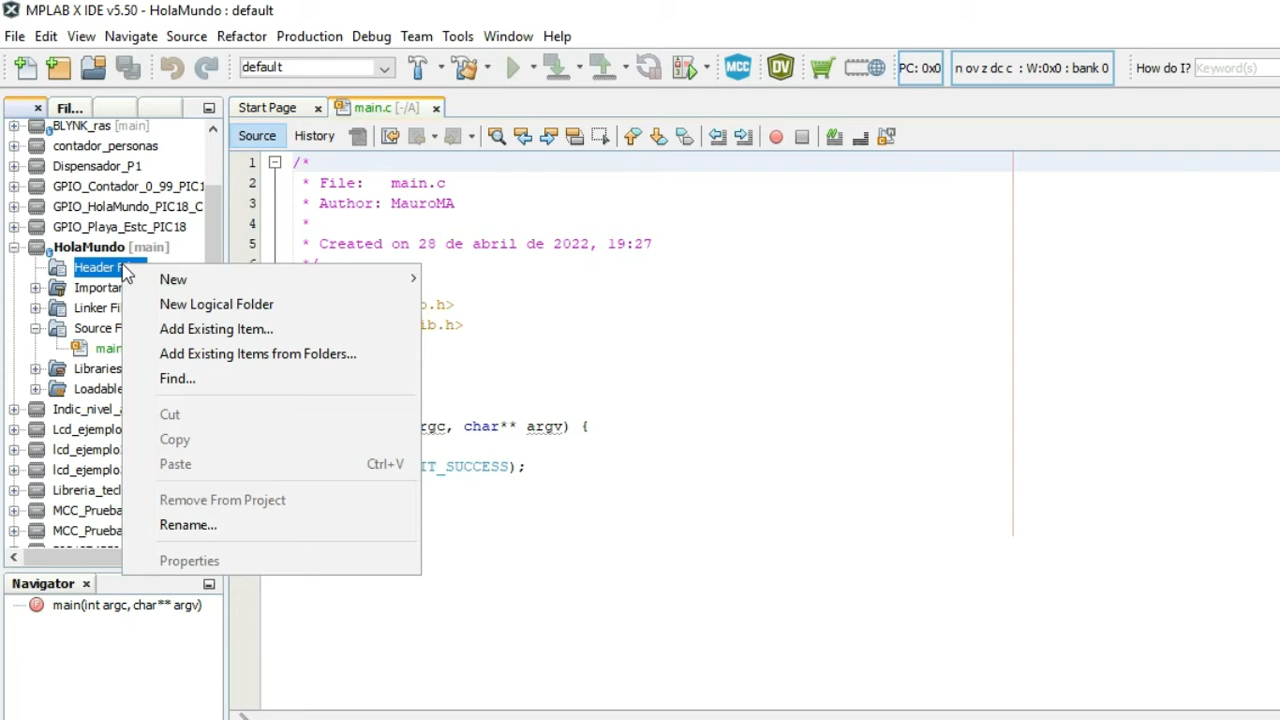 MPLAB X IDE v5.50 - HolaMundo : default
File Edit View Navigate Source Refactor Production Debug Team Tools Window Help
default
MCC
DV
PC: 0x0
n ov z dc c : W:0x0 : bank 0
How do I? Keyword(s)
Fil...
Start Page
main.c [-/A]
Source History
BLYNK_ras [main]
contador_personas
Dispensador_P1
GPIO_Contador_0_99_PIC1
GPIO_HolaMundo_PIC18_C
GPIO_Playa_Estc_PIC18
HolaMundo [main]
Header
Importan
Linker Fi
Source F
main
Libraries
Loadable
Indic_nivel_a
Lcd_ejemplo
lcd_ejemplo
lcd_ejemplo
Libreria_tecl
MCC_Prueba
MCC_Prueba
New
New Logical Folder
Add Existing Item...
Add Existing Items from Folders...
Find...
Cut
Copy
Paste Ctrl+V
Remove From Project
Rename...
Properties
1 /*
2 * File: main.c
3 * Author: MauroMA
4 *
5 * Created on 28 de abril de 2022, 19:27
*/
b.h>
ib.h>
rgc, char** argv) {
IT_SUCCESS);
Navigator
main(int argc, char** argv)